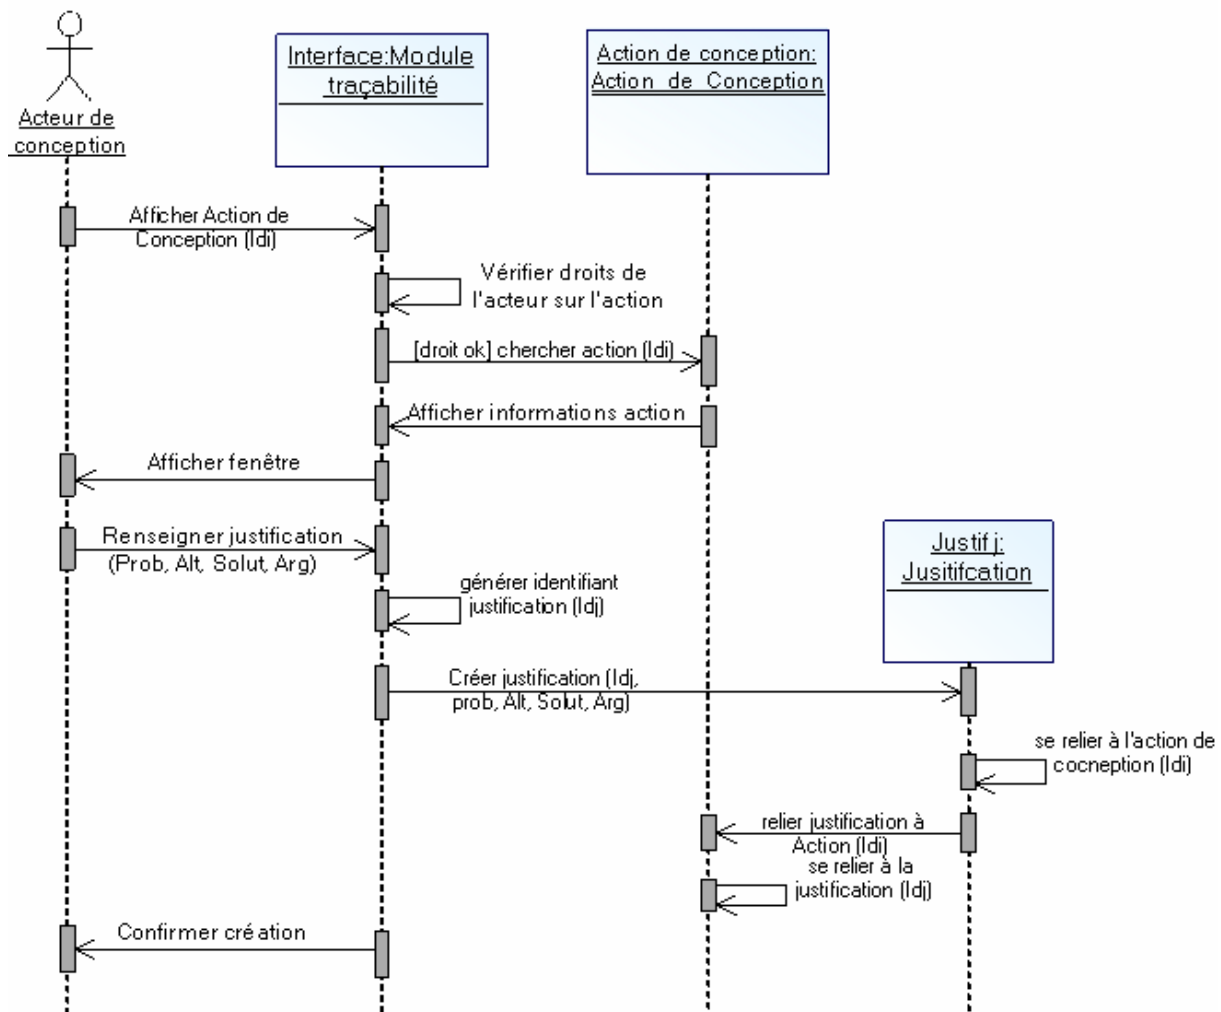 Acteur de
conception
Interface:Module
traçabilité
Action de conception:
Action_de_Conception
Afficher Action de
Conception (Idi)
Vérifier droits de
l'acteur sur l'action
[droit ok] chercher action (Idi)
Afficher informations action
Afficher fenêtre
Renseigner justification
(Prob, Alt, Solut, Arg)
Justif j:
Jusitifcation
générer identifiant
justification (Idj)
Créer justification (Idj,
prob, Alt, Solut, Arg)
se relier à l'action de
cocneption (Idi)
relier justification à
Action (Idi)
se relier à la
justification (Idj)
Confirmer création